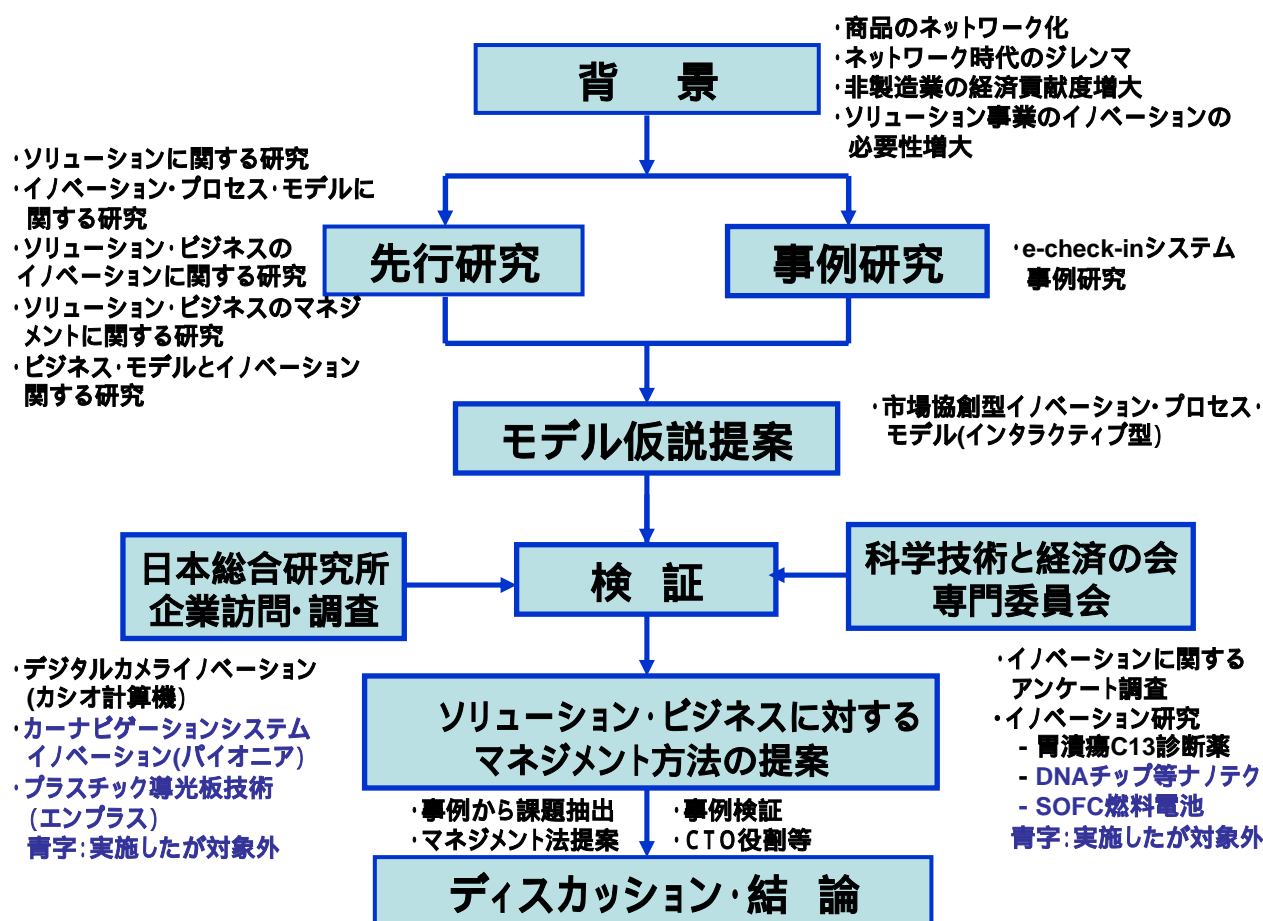 背 景
・商品のネットワーク化
・ネットワーク時代のジレンマ
・非製造業の経済貢献度増大
・ソリューション事業のイノベーションの
必要性増大
・ソリューションに関する研究
・イノベーション・プロセス・モデルに
関する研究
・ソリューション・ビジネスの
イノベーションに関する研究
・ソリューション・ビジネスのマネジ
メントに関する研究
・ビジネス・モデルとイノベーション
関する研究
先行研究
事例研究
・e-check-inシステム
事例研究
モデル仮説提案
・市場協創型イノベーション・プロセス・
モデル(インタラクティブ型)
日本総合研究所
企業訪問・調査
検 証
科学技術と経済の会
専門委員会
・デジタルカメライノベーション
(カシオ計算機)
・カーナビゲーションシステム
イノベーション(パイオニア)
・プラスチック導光板技術
(エンプラス)
青字:実施したが対象外
ソリューション・ビジネスに対する
マネジメント方法の提案
・イノベーションに関する
アンケート調査
・イノベーション研究
- 胃潰瘍C13診断薬
- DNAチップ等ナノテク
- SOFC燃料電池
青字:実施したが対象外
・事例から課題抽出
・マネジメント法提案
・事例検証
・CTO役割等
ディスカッション・結 論